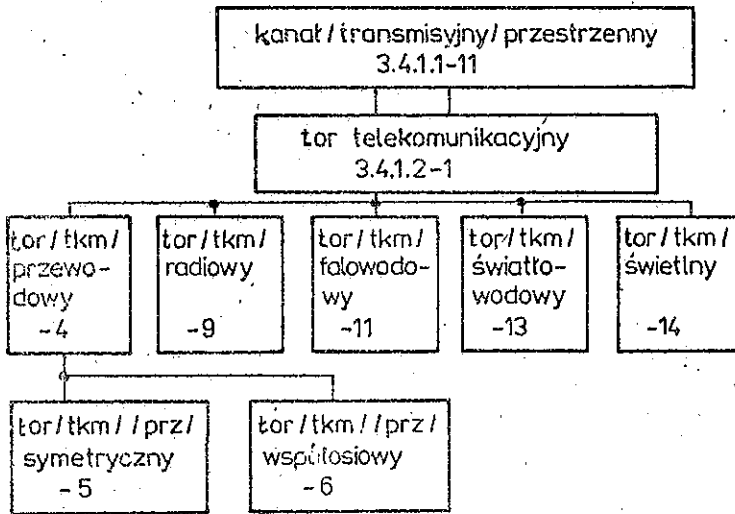 kanał/transmisyjny/przestrzenny
3.4.1.1-11
tor telekomunikacyjny
3.4.1.2-1
tor/tkm/
przewo-
dowy
-4
tor/tkm/
radiowy
-9
tor/tkm/
falowodo-
wy
-11
tor/tkm/
światło-
wodowy
-13
tor/tkm/
świetlny
-14
tor/tkm//prz/
symetryczny
-5
tor/tkm//prz/
współosiowy
-6